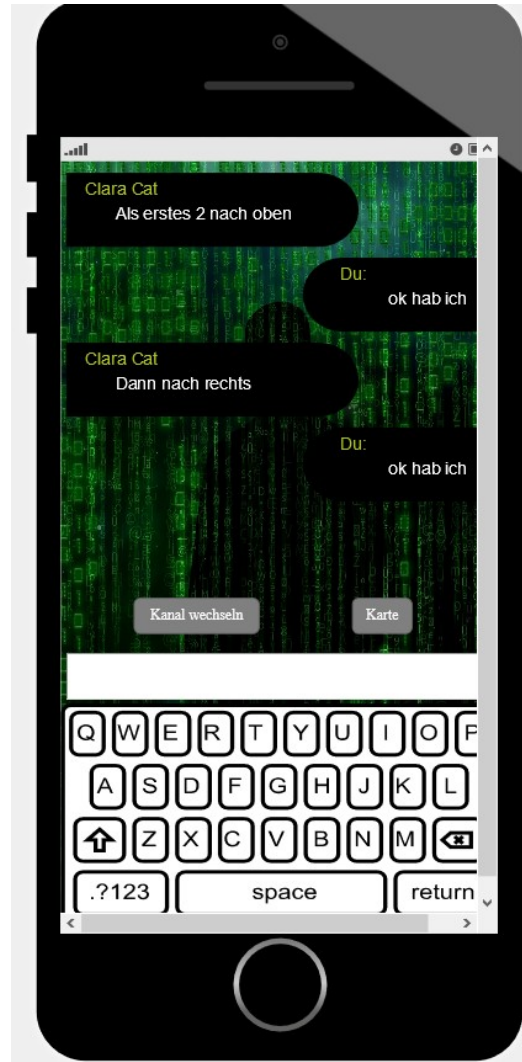 Clara Cat
Als erstes 2 nach oben
Du:
ok hab ich
Clara Cat
Dann nach rechts
Du:
ok hab ich
Kanal wechseln Karte
Q W E R T Y U I O P
A S D F G H J K L
Z X C V B N M
.?123 space return